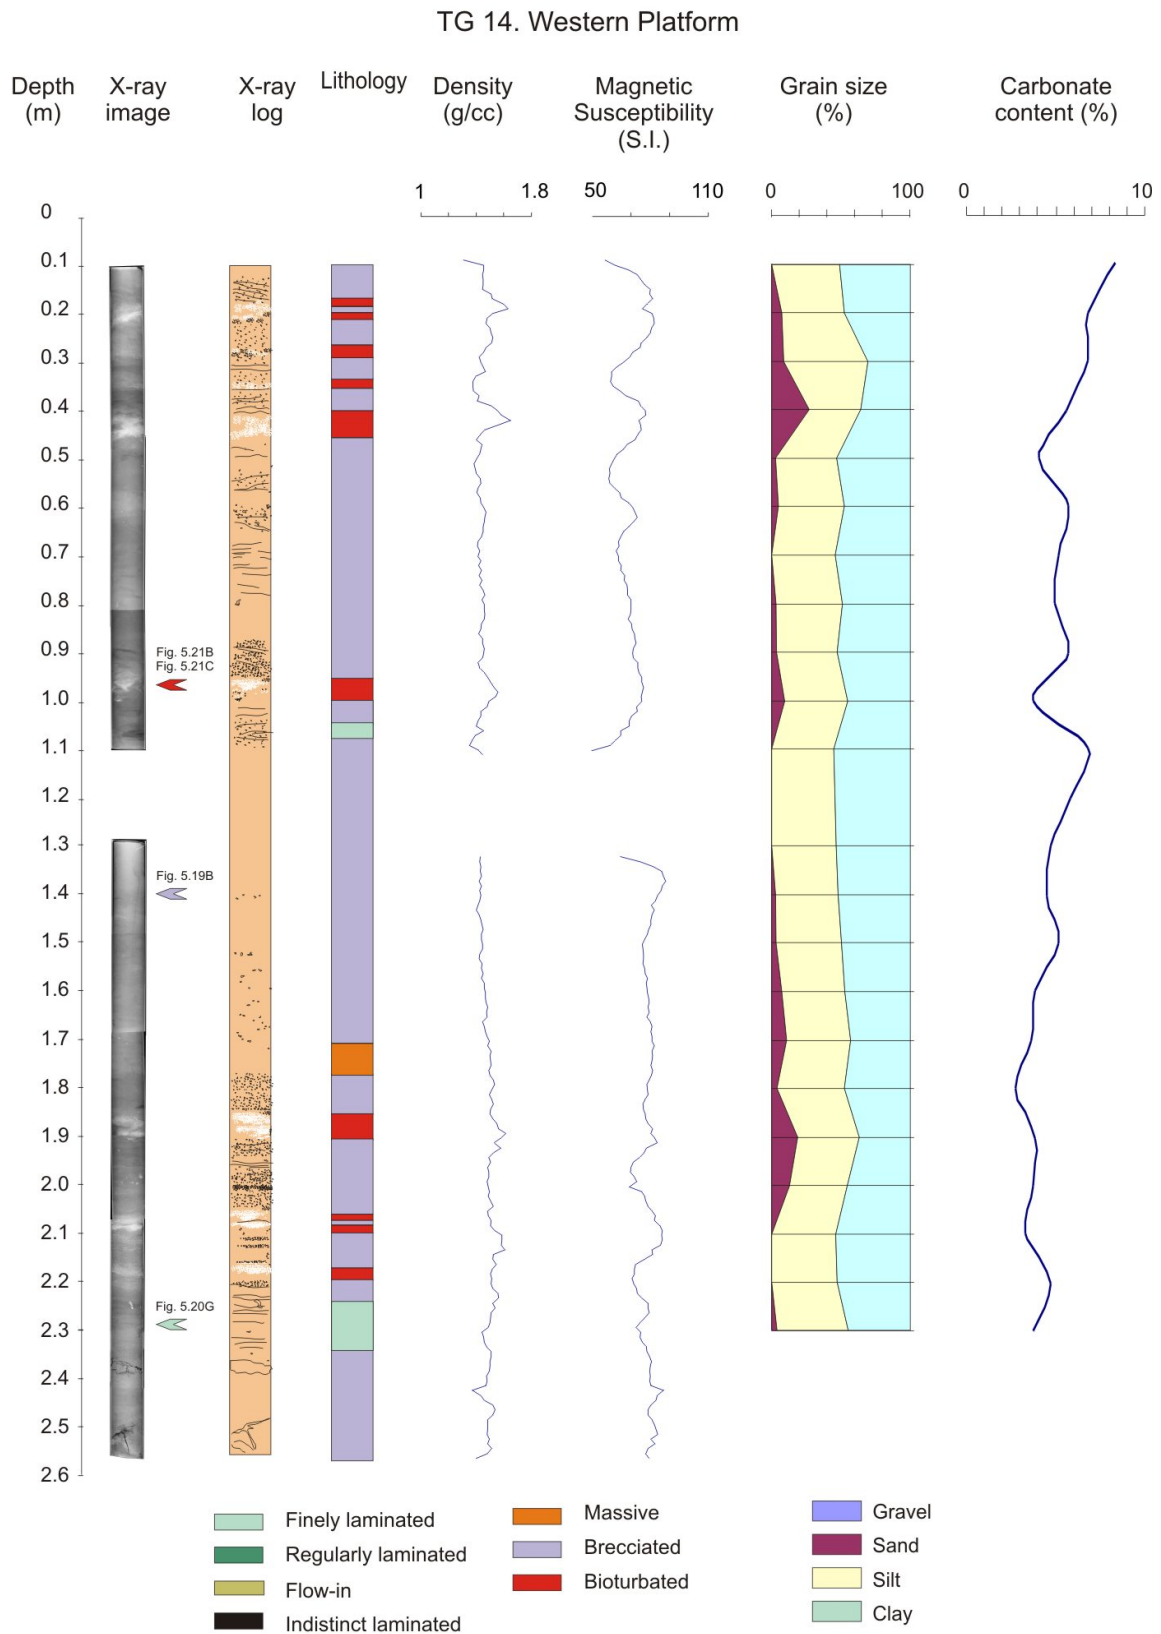 TG 14. Western Platform
Depth
(m)
X-ray
image
X-ray
log
Lithology
Density
(g/cc)
Magnetic
Susceptibility
(S.I.)
Grain size
(%)
Carbonate
content (%)
1 1.8
50 110
0 100
0 10
0
0.1
0.2
0.3
0.4
0.5
0.6
0.7
0.8
0.9
1.0
1.1
1.2
1.3
1.4
1.5
1.6
1.7
1.8
1.9
2.0
2.1
2.2
2.3
2.4
2.5
2.6
Fig. 5.21B
Fig. 5.21C
Fig. 5.19B
Fig. 5.20G
Finely laminated
Regularly laminated
Flow-in
Indistinct laminated
Massive
Brecciated
Bioturbated
Gravel
Sand
Silt
Clay